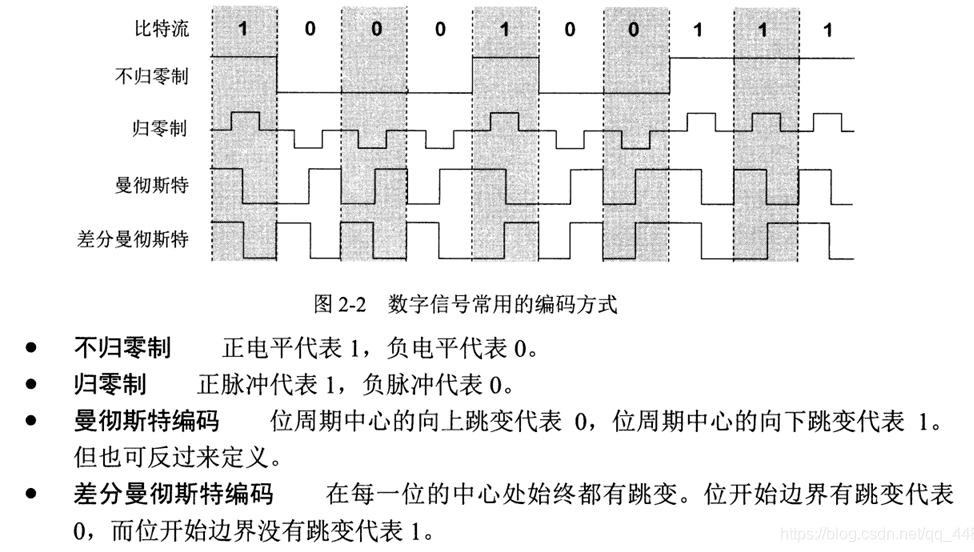 比特流 1 0 0 0 1 0 0 1 1 1
不归零制
归零制
曼彻斯特
差分曼彻斯特
图 2-2 数字信号常用的编码方式
● 不归零制 正电平代表 1，负电平代表 0。
● 归零制 正脉冲代表 1，负脉冲代表 0。
● 曼彻斯特编码 位周期中心的向上跳变代表 0，位周期中心的向下跳变代表 1。
但也可反过来定义。
● 差分曼彻斯特编码 在每一位的中心处始终都有跳变。位开始边界有跳变代表
0，而位开始边界没有跳变代表 1。
https://blog.csdn.net/qq_448